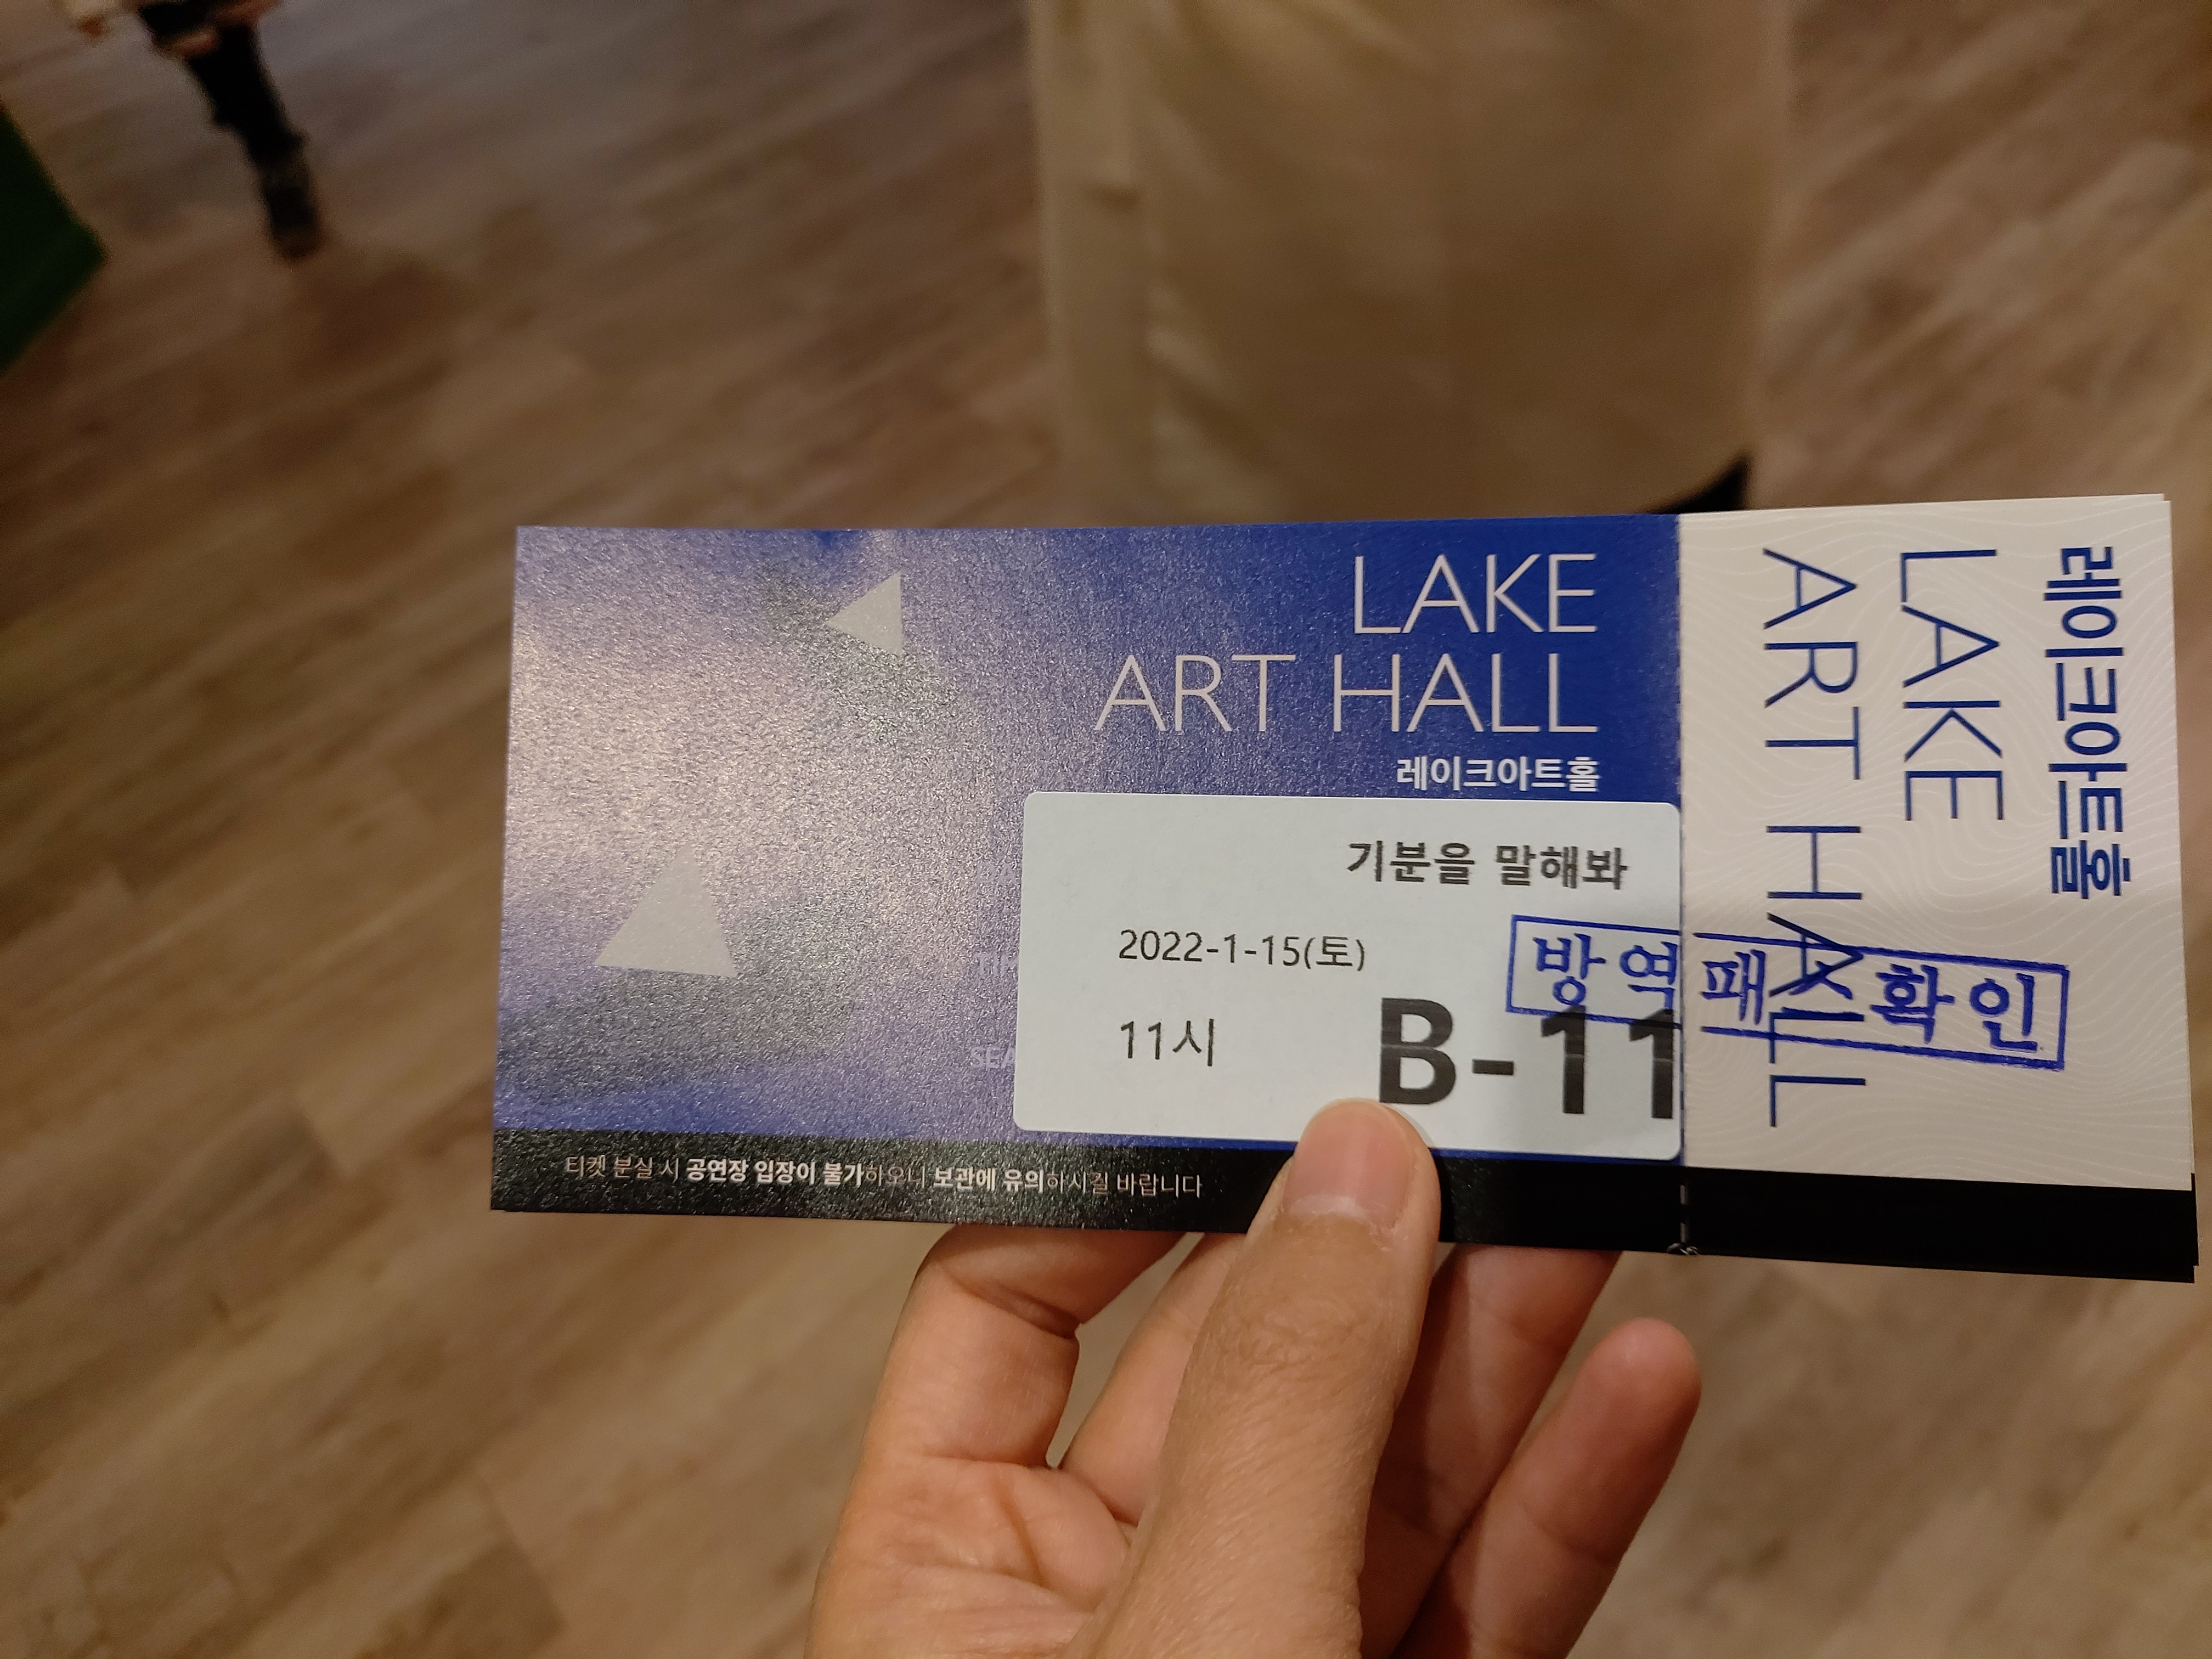 LAKE
ART HALL
레이크아트홀
기분을 말해봐
2022-1-15(토)
11시
B-11
SEA
티켓 분실 시 공연장 입장이 불가하오니 보관에 유의하시길 바랍니다
레이크아트홀
LAKE
ART HALL
방역패스확인